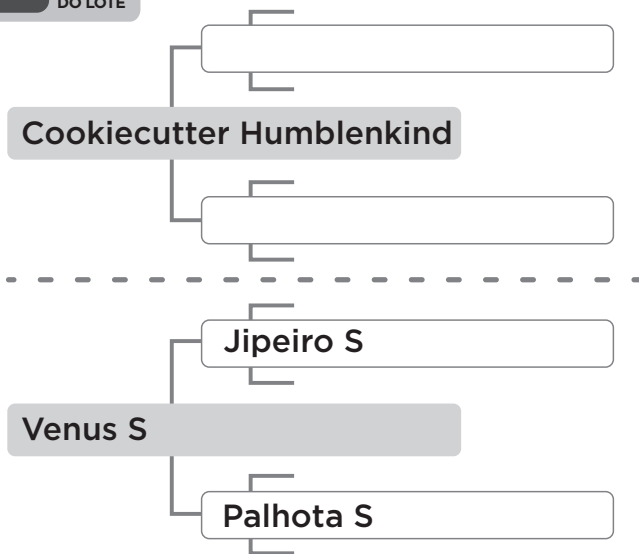 DO LOTE
Cookiecutter Humblenkind
Jipeiro S
Venus S
Palhota S